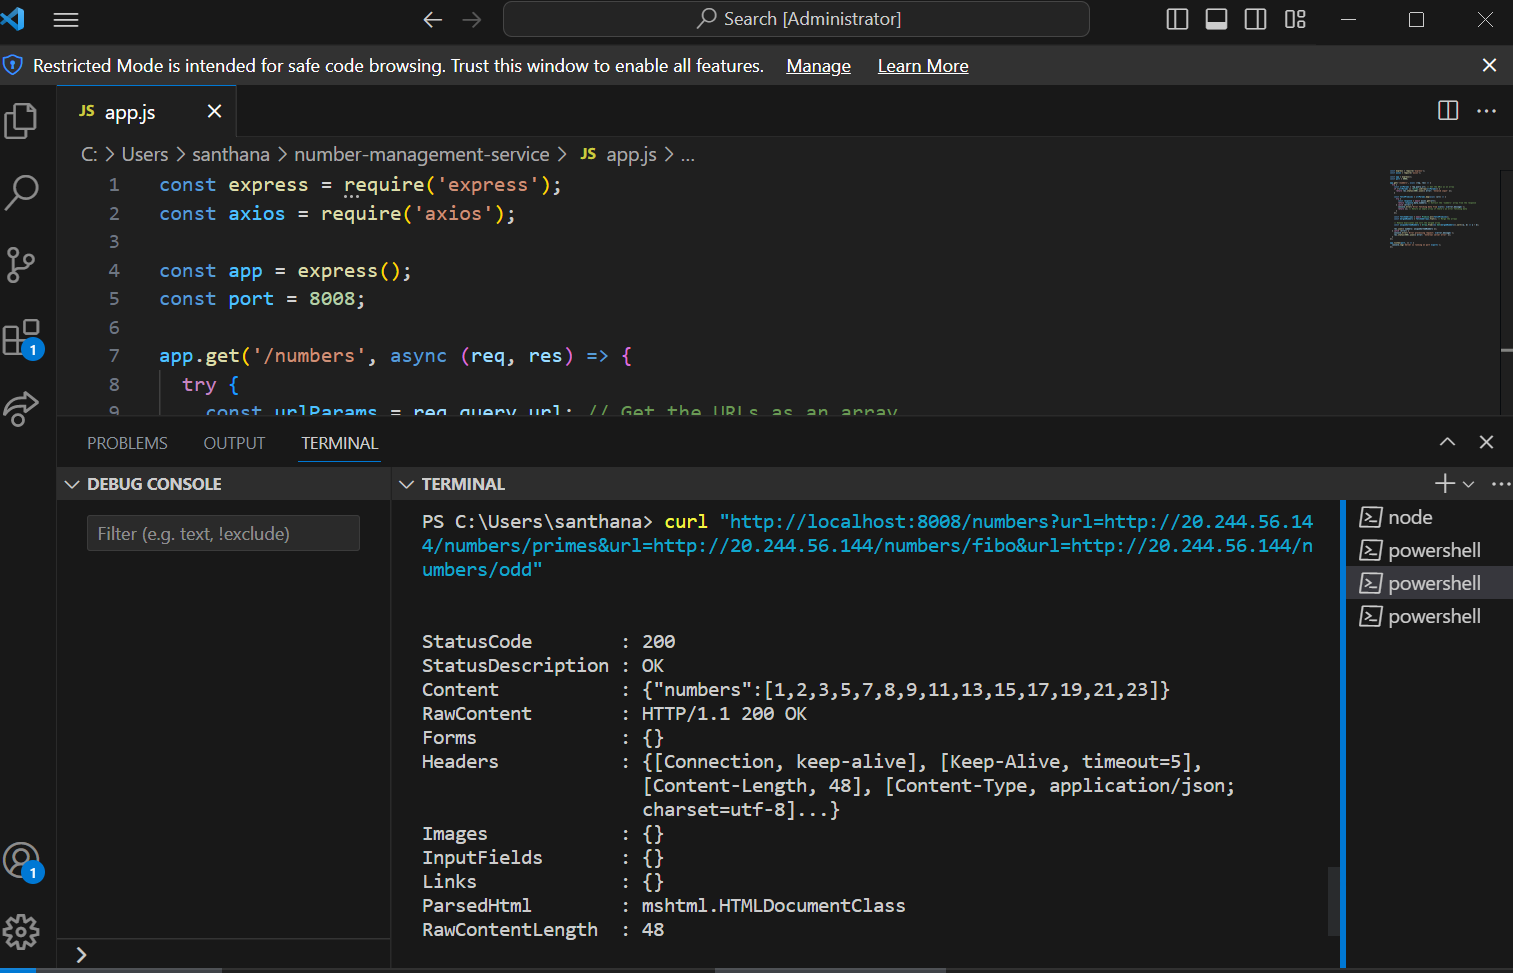 Search [Administrator]
Restricted Mode is intended for safe code browsing. Trust this window to enable all features. Manage Learn More
JS app.js
C: > Users > santhana > number-management-service > JS app.js > ...
1 const express = require('express');
2 const axios = require('axios');
3
4 const app = express();
5 const port = 8008;
6
7 app.get('/numbers', async (req, res) => {
8 try {
9 const urlParams = req.query.url; // Get the URLs as an array
1
PROBLEMS OUTPUT TERMINAL
DEBUG CONSOLE
Filter (e.g. text, !exclude)
TERMINAL
PS C:\Users\santhana> curl "http://localhost:8008/numbers?url=http://20.244.56.14
4/numbers/primes&url=http://20.244.56.144/numbers/fibo&url=http://20.244.56.144/n
umbers/odd"
StatusCode : 200
StatusDescription : OK
Content : {"numbers":[1,2,3,5,7,8,9,11,13,15,17,19,21,23]}
RawContent : HTTP/1.1 200 OK
Forms : {}
Headers : {[Connection, keep-alive], [Keep-Alive, timeout=5],
[Content-Length, 48], [Content-Type, application/json;
charset=utf-8]...}
Images : {}
InputFields : {}
Links : {}
ParsedHtml : mshtml.HTMLDocumentClass
RawContentLength : 48
node
powershell
powershell
powershell
1